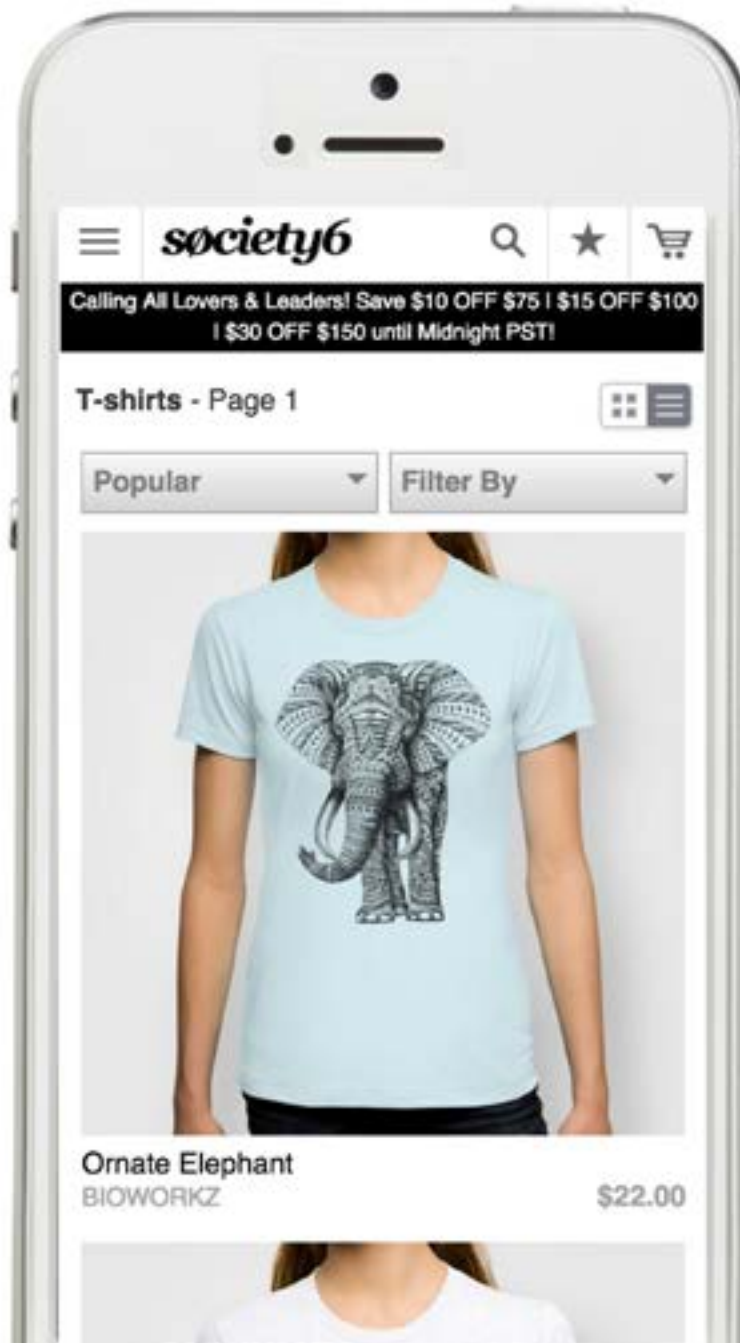 søciety6
Calling All Lovers & Leaders! Save $10 OFF $75 | $15 OFF $100
| $30 OFF $150 until Midnight PST!
T-shirts - Page 1
Popular
Filter By
Ornate Elephant
BIOWORKZ
$22.00